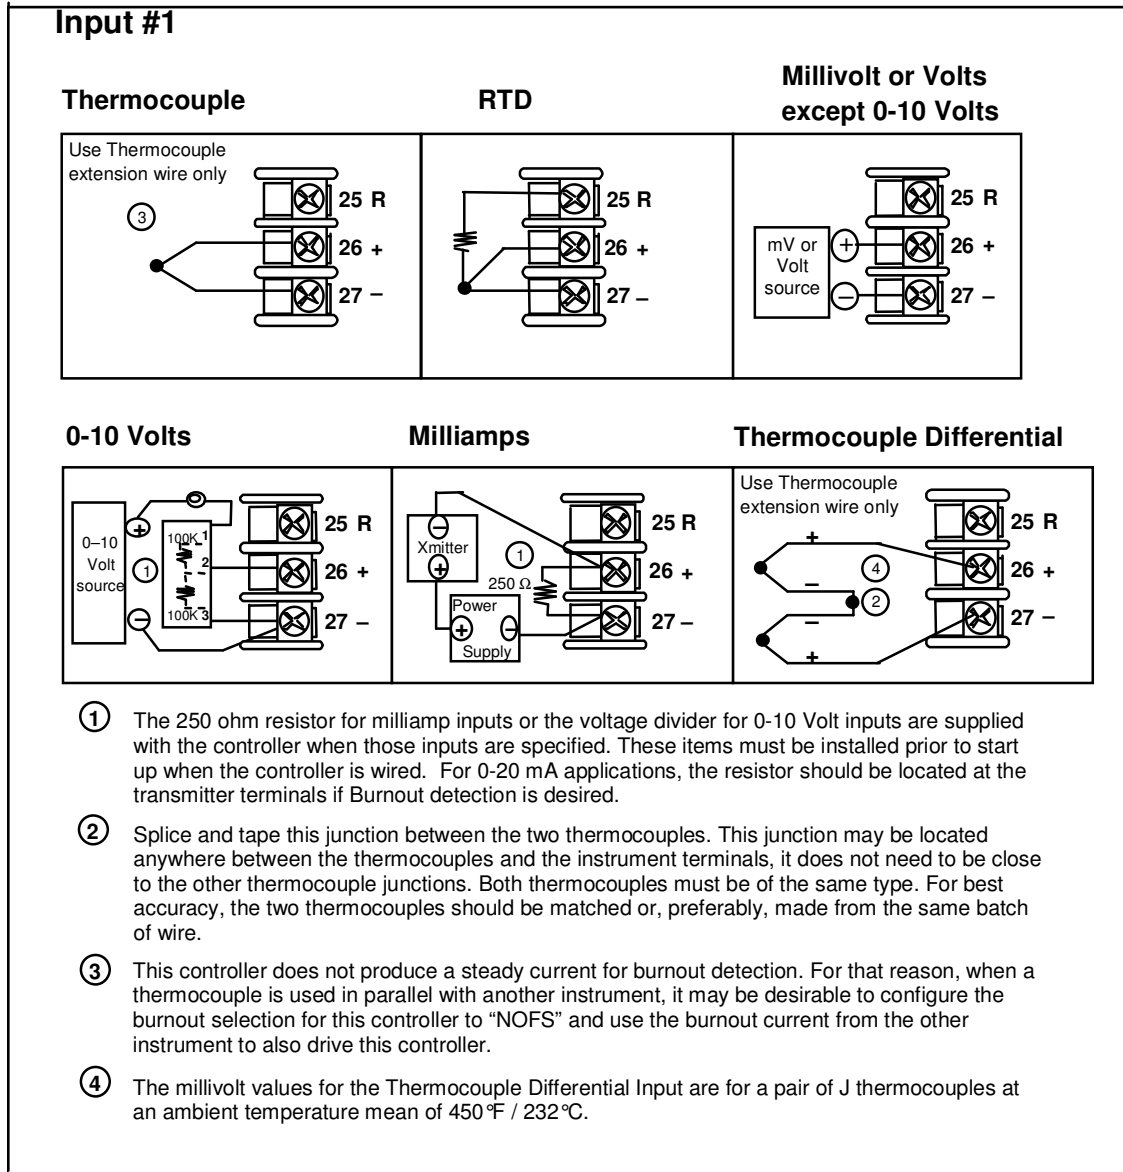 Input #1
Thermocouple
RTD
Millivolt or Volts
except 0-10 Volts
Use Thermocouple
extension wire only
3
25 R
26 +
27 –
25 R
26 +
27 –
mV or
Volt
source
+
–
25 R
26 +
27 –
0-10 Volts
Milliamps
Thermocouple Differential
0–10
Volt
source
+
–
1
100K 1
2
100K 3
25 R
26 +
27 –
–
Xmitter
+
1
250 Ω
Power
+ –
Supply
25 R
26 +
27 –
Use Thermocouple
extension wire only
+
–
4
2
–
+
25 R
26 +
27 –
1 The 250 ohm resistor for milliamp inputs or the voltage divider for 0-10 Volt inputs are supplied
with the controller when those inputs are specified. These items must be installed prior to start
up when the controller is wired.  For 0-20 mA applications, the resistor should be located at the
transmitter terminals if Burnout detection is desired.
2 Splice and tape this junction between the two thermocouples. This junction may be located
anywhere between the thermocouples and the instrument terminals, it does not need to be close
to the other thermocouple junctions. Both thermocouples must be of the same type. For best
accuracy, the two thermocouples should be matched or, preferably, made from the same batch
of wire.
3 This controller does not produce a steady current for burnout detection. For that reason, when a
thermocouple is used in parallel with another instrument, it may be desirable to configure the
burnout selection for this controller to “NOFS” and use the burnout current from the other
instrument to also drive this controller.
4 The millivolt values for the Thermocouple Differential Input are for a pair of J thermocouples at
an ambient temperature mean of 450°F / 232°C.